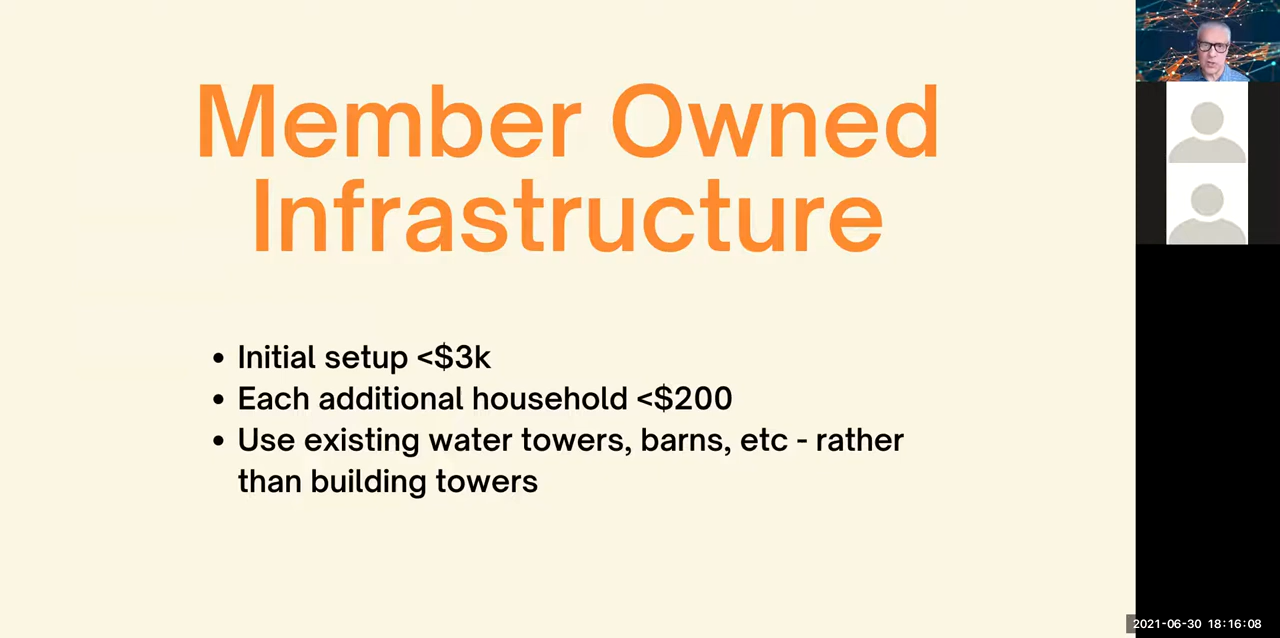 Member Owned
Infrastructure
• Initial setup <$3k
• Each additional household <$200
• Use existing water towers, barns, etc - rather
than building towers
2021-06-30 18:16:08